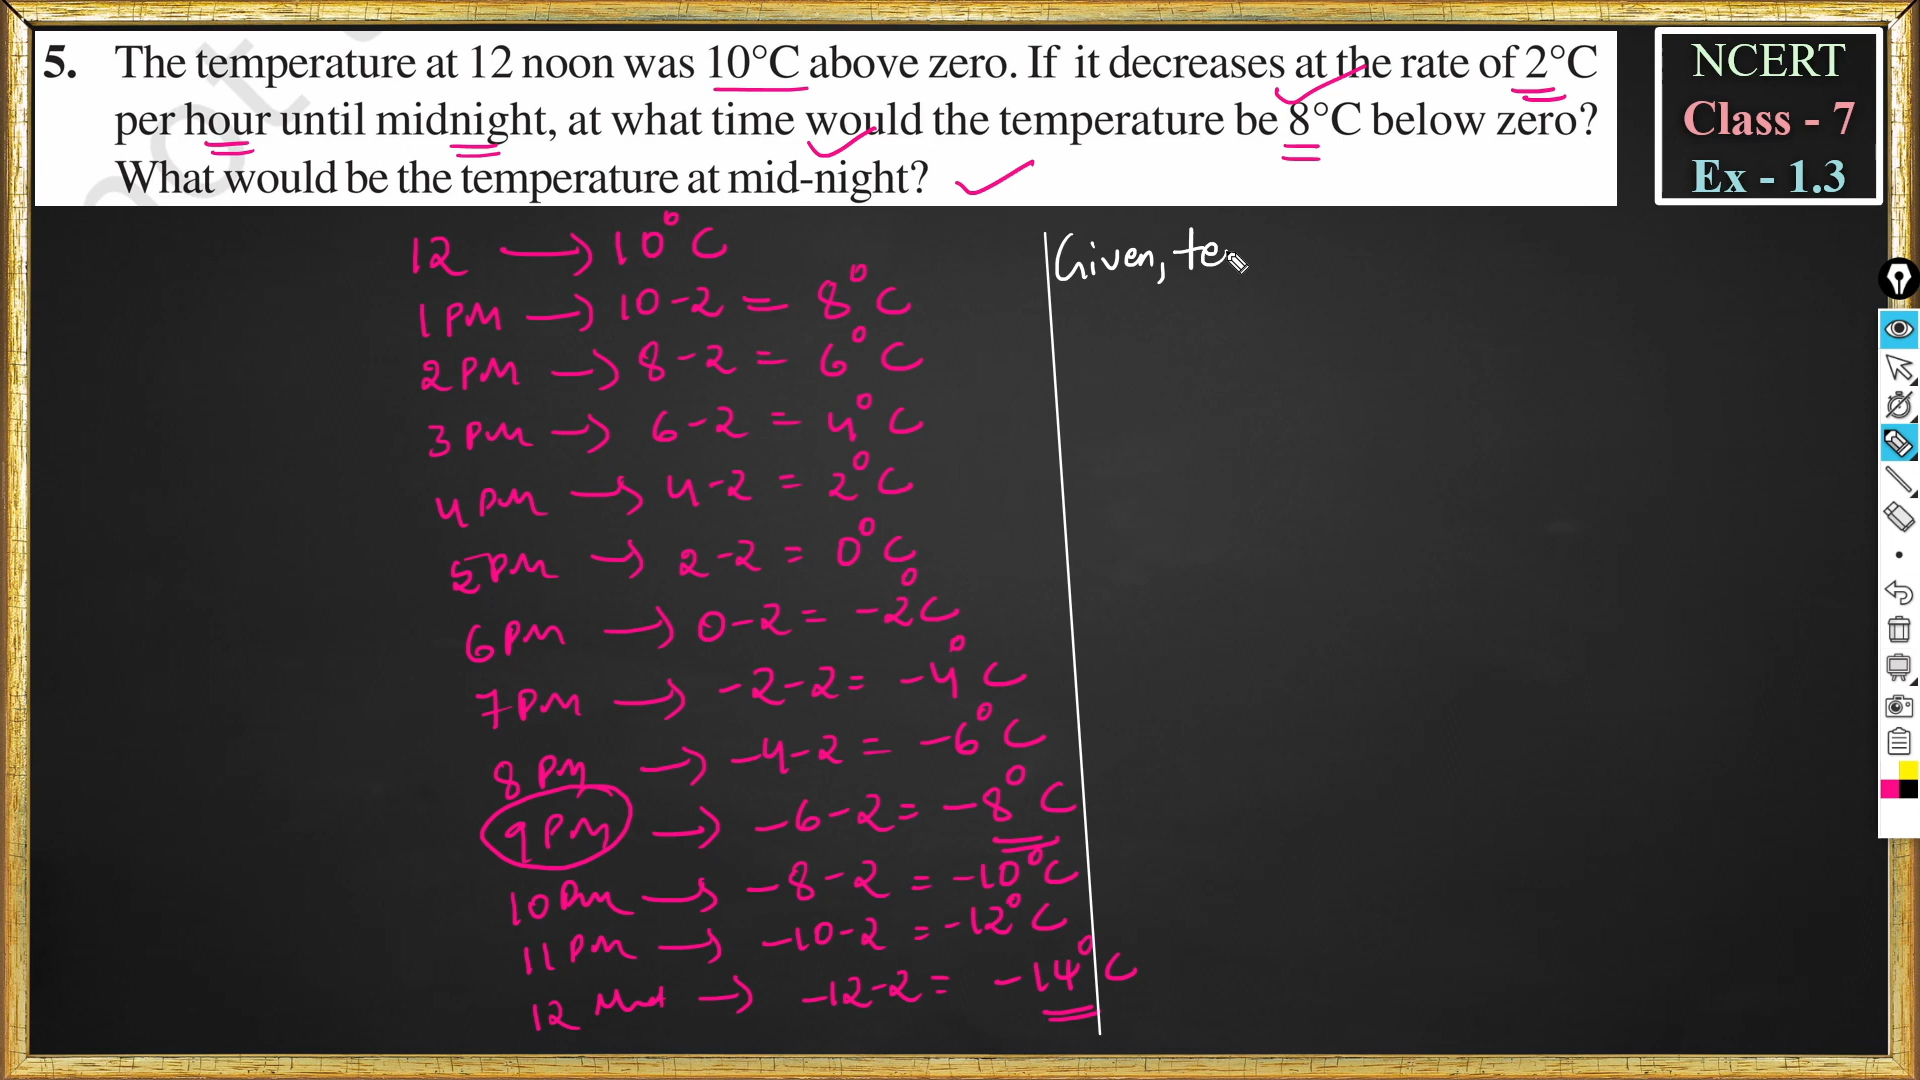 5. The temperature at 12 noon was 10°C above zero. If it decreases at the rate of 2°C
per hour until midnight, at what time would the temperature be 8°C below zero?
What would be the temperature at mid-night?
NCERT
Class - 7
Ex - 1.3
12 → 10°C
1 PM → 10-2 = 8°C
2 PM → 8-2 = 6°C
3 PM → 6-2 = 4°C
4 PM → 4-2 = 2°C
5 PM → 2-2 = 0°C
6 PM → 0-2 = -2°C
7 PM → -2-2 = -4°C
8 PM → -4-2 = -6°C
9 PM → -6-2 = -8°C
10 PM → -8-2 = -10°C
11 PM → -10-2 = -12°C
12 → -12-2 = -14°C
Given, te